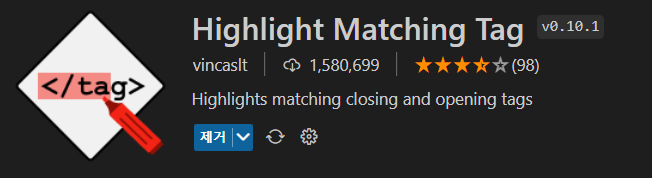 Highlight Matching Tag v0.10.1
</tag>
vincaslt 1,580,699 (98)
Highlights matching closing and opening tags
제거